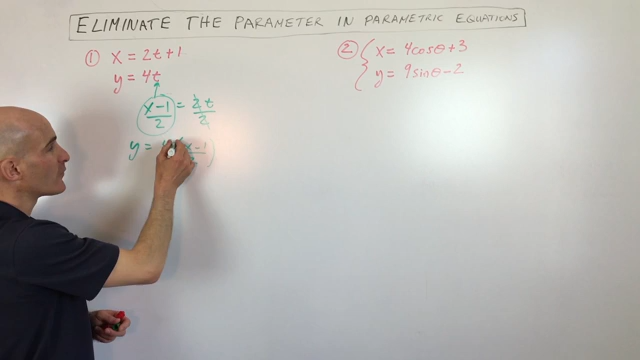 ELIMINATE THE PARAMETER IN PARAMETRIC EQUATIONS
① x = 2t + 1
y = 4t
(x-1)/2 = 2t/2
y =
x-1
② x = 4cosθ + 3
y = 9sinθ - 2